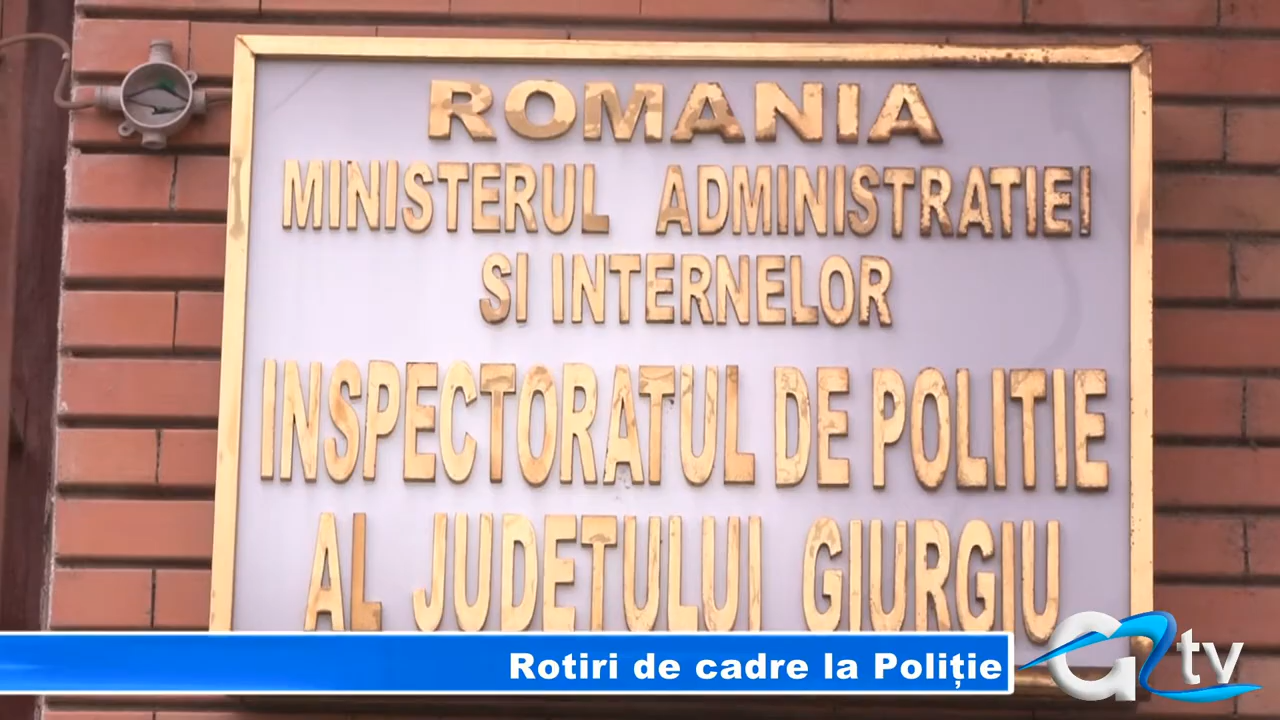 ROMANIA
MINISTERUL ADMINISTRATIEI
SI INTERNELOR
INSPECTORATUL DE POLITIE
AL JUDETULUI GIURGIU
Rotiri de cadre la Poliție
tv